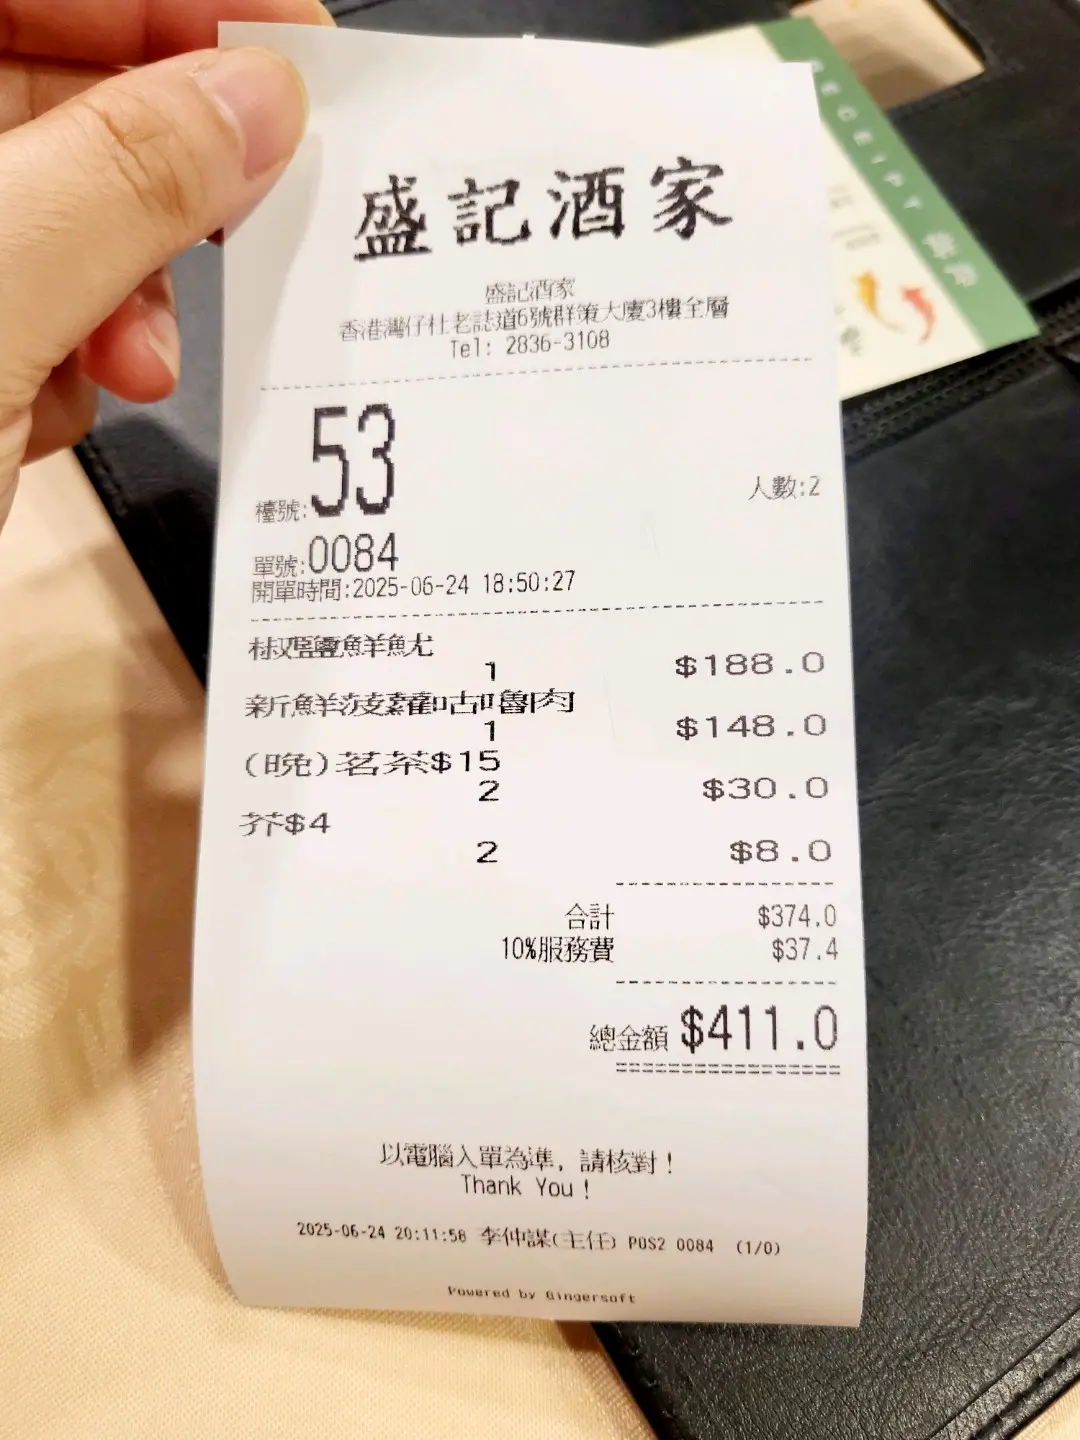 盛記酒家
盛記酒家
香港灣仔杜老誌道6號群策大廈3樓全層
Tel: 2836-3108
53
檯號:
人數:2
單號:0084
開單時間:2025-06-24 18:50:27
椒鹽鮮魷
1 $188.0
新鮮菠蘿咕嚕肉
1 $148.0
(晚)茗茶$15
2 $30.0
芥$4
2 $8.0
合計 $374.0
10%服務費 $37.4
總金額 $411.0
以電腦入單為準, 請核對!
Thank You!
2025-06-24 20:11:58 李仲謀(主任) POS2 0084 (1/0)
Powered by Gingersoft
RECEIPT